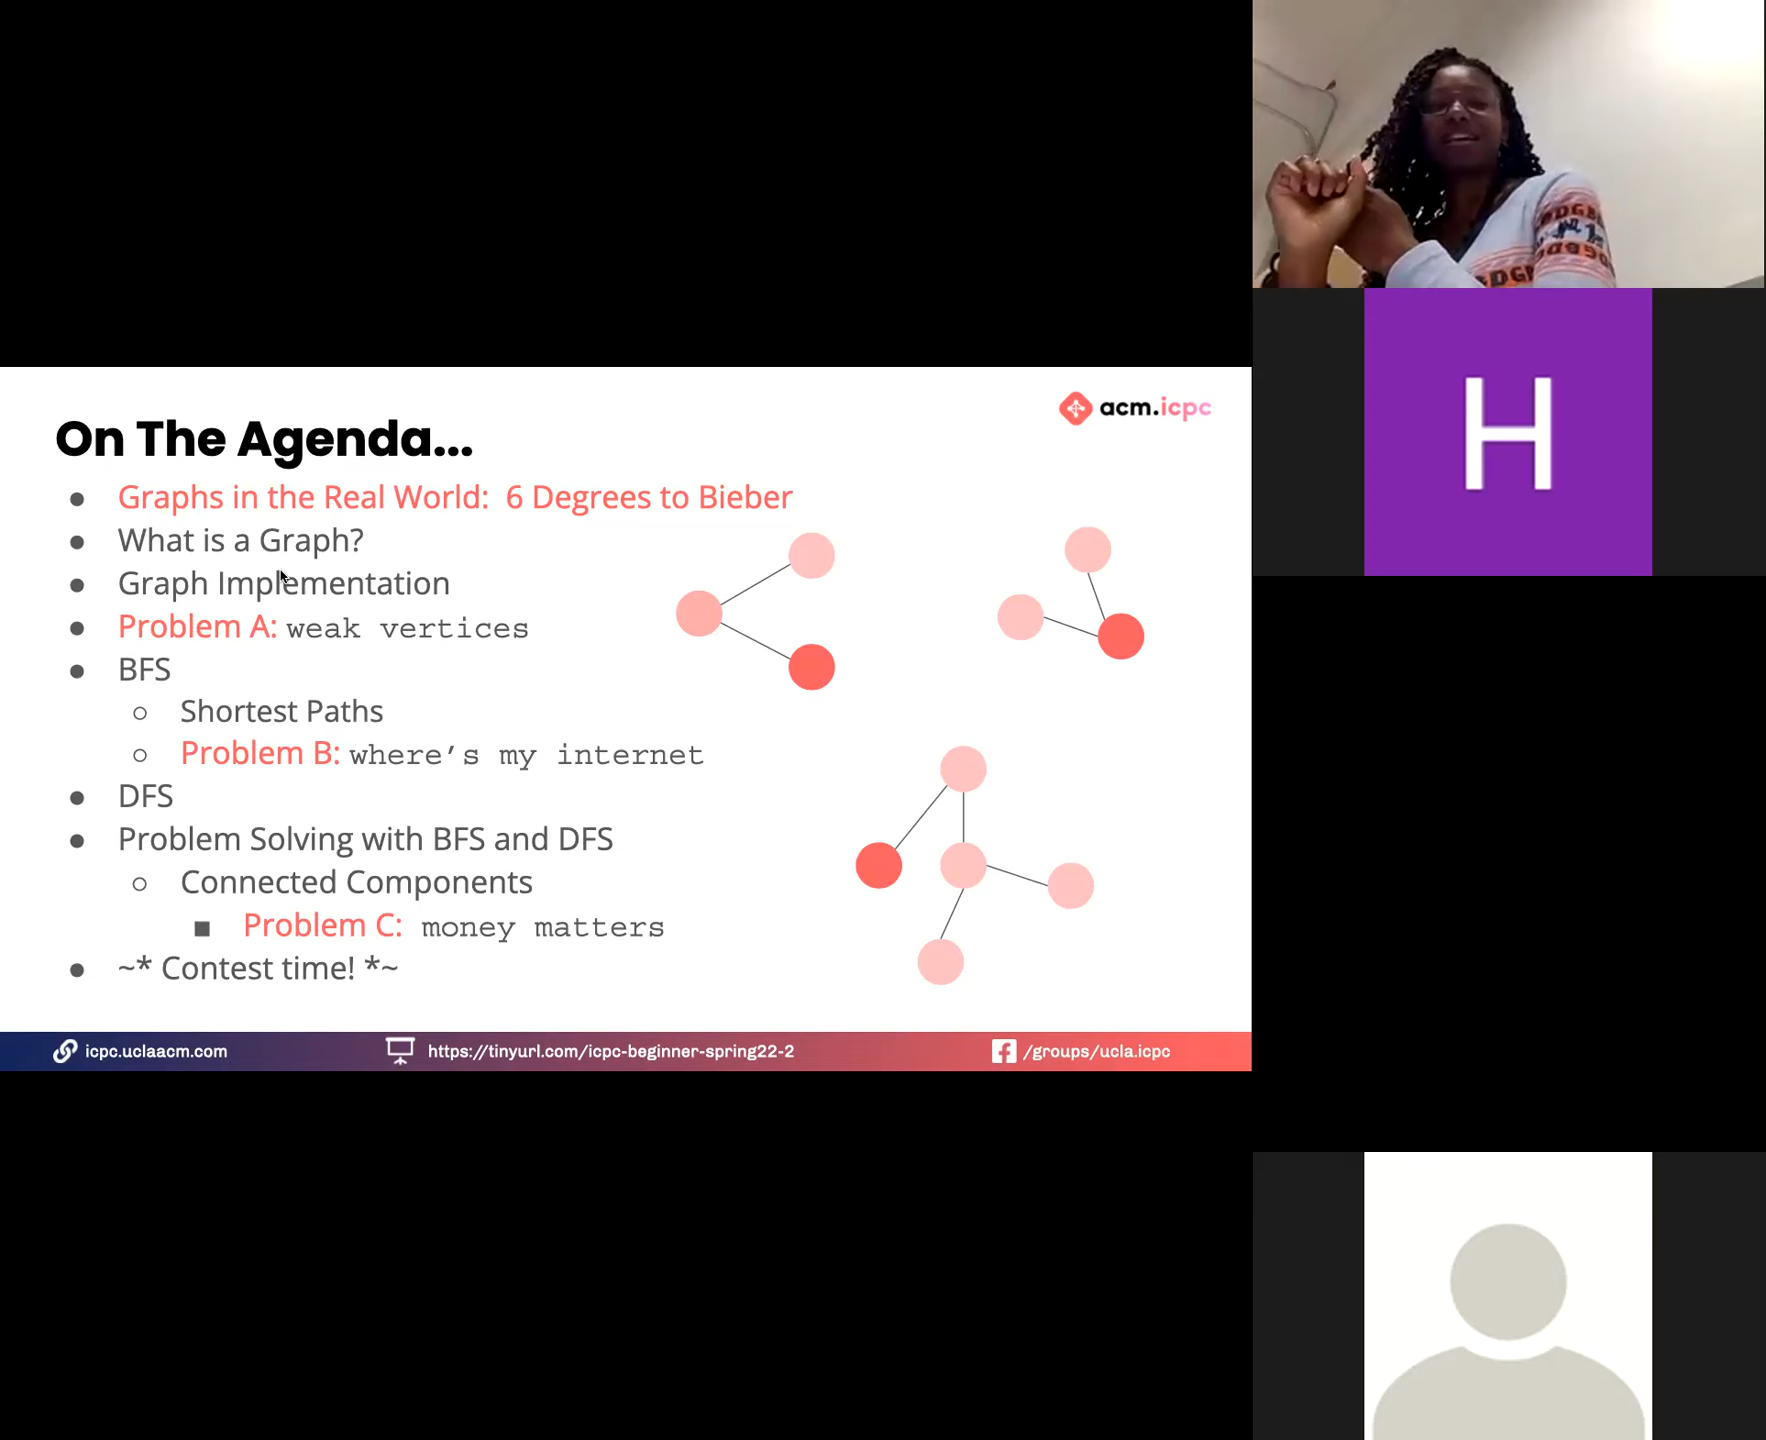 acm.icpc
On The Agenda...
● Graphs in the Real World:  6 Degrees to Bieber
● What is a Graph?
● Graph Implementation
● Problem A: weak vertices
● BFS
○ Shortest Paths
○ Problem B: where’s my internet
● DFS
● Problem Solving with BFS and DFS
○ Connected Components
■ Problem C: money matters
● ~* Contest time! *~
icpc.uclaacm.com
https://tinyurl.com/icpc-beginner-spring22-2
/groups/ucla.icpc
H